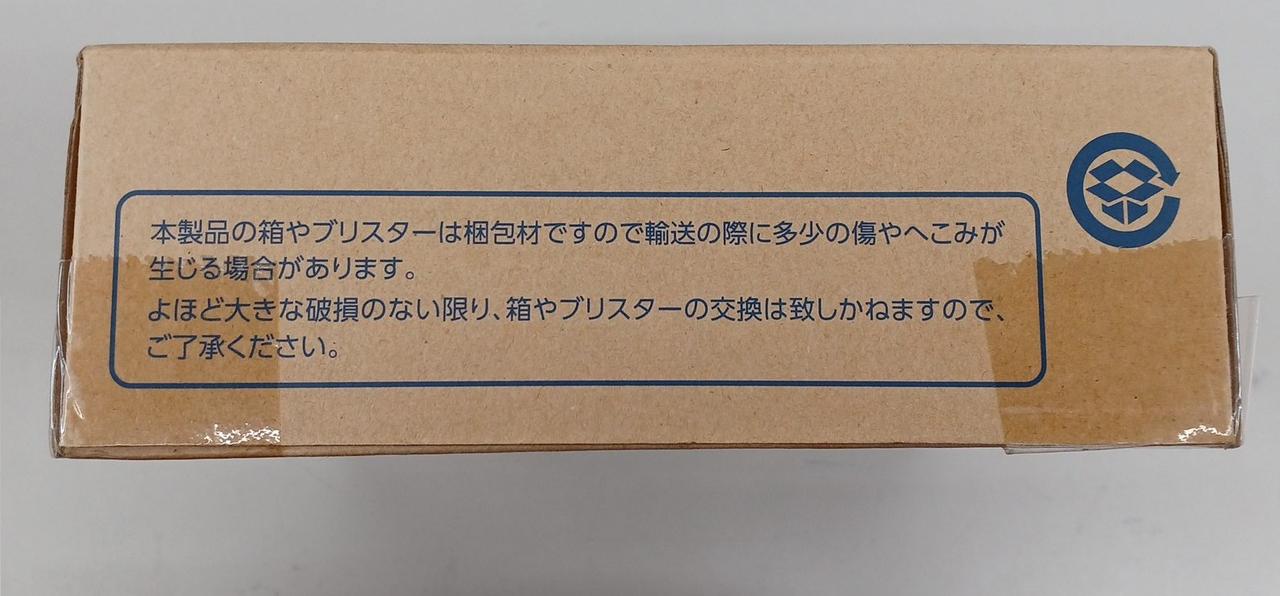 本製品の箱やブリスターは梱包材ですので輸送の際に多少の傷やへこみが
生じる場合があります。
よほど大きな破損のない限り、箱やブリスターの交換は致しかねますので、
ご了承ください。